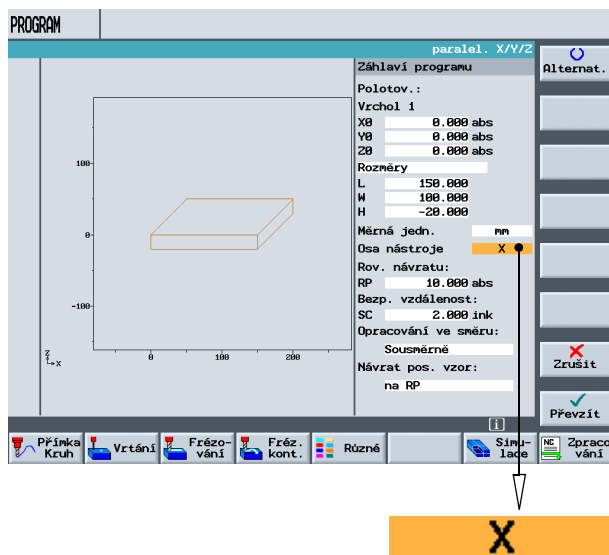 PROGRAM
paralel. X/Y/Z
Záhlaví programu
Alternat.
Polotov.:
Vrchol 1
X0 0.000 abs
Y0 0.000 abs
Z0 0.000 abs
Rozměry
L 150.000
W 100.000
H -20.000
Měrná jedn. mm
Osa nástroje X
Rov. návratu:
RP 10.000 abs
Bezp. vzdálenost:
SC 2.000 ink
Opracování ve směru:
Sousměrně
Návrat pos. vzor:
na RP
100
0
-100
0 100 200
Z
X
Zrušit
Převzít
i
Přímka
Kruh
Vrtání
Frézo-
vání
Fréz.
kont.
Různé
Simu-
lace
NC
Zpraco
vání
X